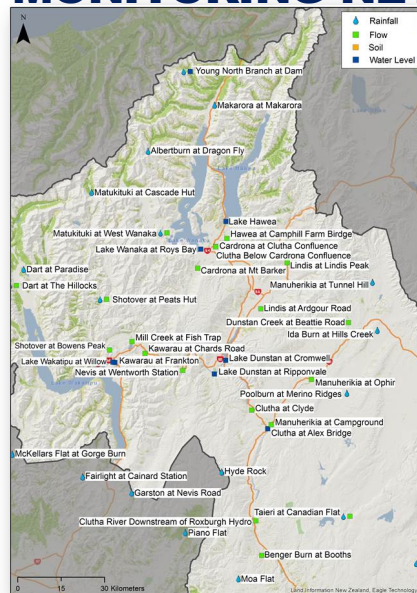 N
Rainfall
Flow
Soil
Water Level
Young North Branch at Dam
Makarora at Makarora
Albertburn at Dragon Fly
Matukituki at Cascade Hut
Lake Hawea
Matukituki at West Wanaka
Hawea at Camphill Farm Birdge
Lake Wanaka at Roys Bay
Cardrona at Clutha Confluence
Clutha Below Cardrona Confluence
Dart at Paradise
Cardrona at Mt Barker
Lindis at Lindis Peak
Dart at The Hillocks
Manuherikia at Tunnel Hill
Shotover at Peats Hut
Lindis at Ardgour Road
Dunstan Creek at Beattie Road
Ida Burn at Hills Creek
Mill Creek at Fish Trap
Shotover at Bowens Peak
Kawarau at Chards Road
Lake Wakatipu at Willow
Kawarau at Frankton
Lake Dunstan at Cromwell
Nevis at Wentworth Station
Lake Dunstan at Ripponvale
Manuherikia at Ophir
Poolburn at Merino Ridges
Clutha at Clyde
Manuherikia at Campground
Clutha at Alex Bridge
McKellars Flat at Gorge Burn
Hyde Rock
Fairlight at Cainard Station
Garston at Nevis Road
Taieri at Canadian Flat
Clutha River Downstream of Roxburgh Hydro
Piano Flat
Benger Burn at Booths
Moa Flat
0 15 30 Kilometers
Land Information New Zealand, Eagle Technology